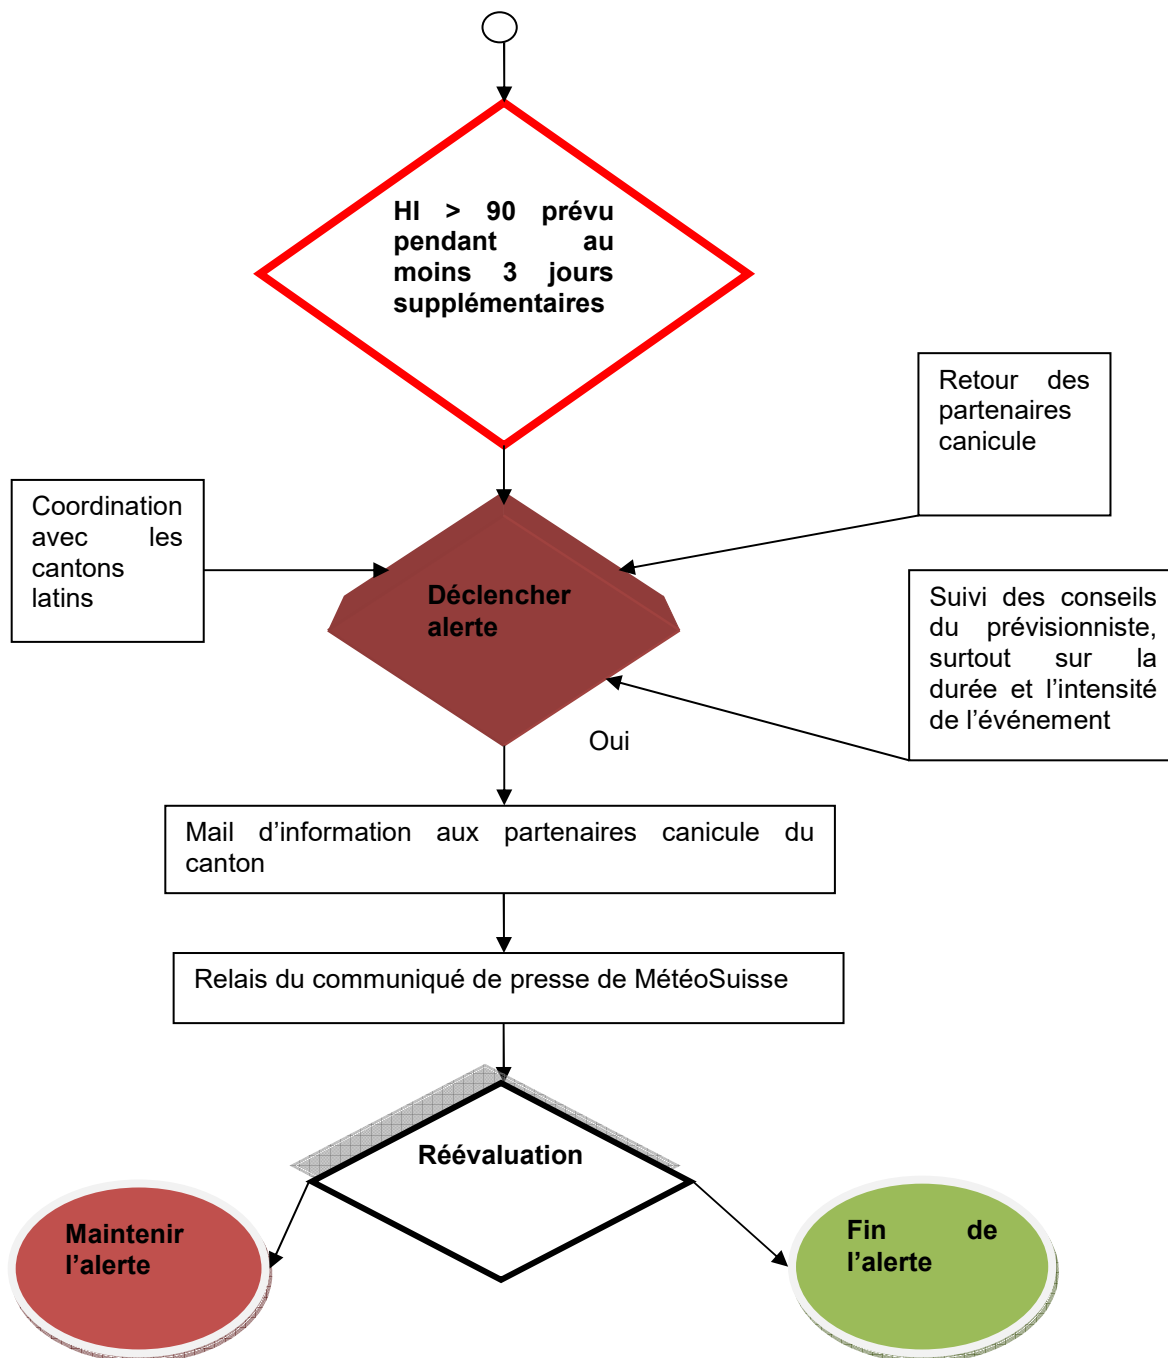 HI > 90 prévu
pendant au
moins 3 jours
supplémentaires
Retour des
partenaires
canicule
Coordination
avec les
cantons
latins
Déclencher
alerte
Suivi des conseils
du prévisionniste,
surtout sur la
durée et l’intensité
de l’événement
Oui
Mail d’information aux partenaires canicule du
canton
Relais du communiqué de presse de MétéoSuisse
Réévaluation
Maintenir
l’alerte
Fin de
l’alerte